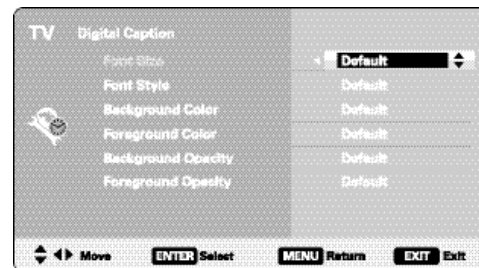 TV Digital Caption
Font Size Default
Font Style Default
Background Color Default
Foreground Color Default
Background Opacity Default
Foreground Opacity Default
Move ENTER Select MENU Return EXIT Exit